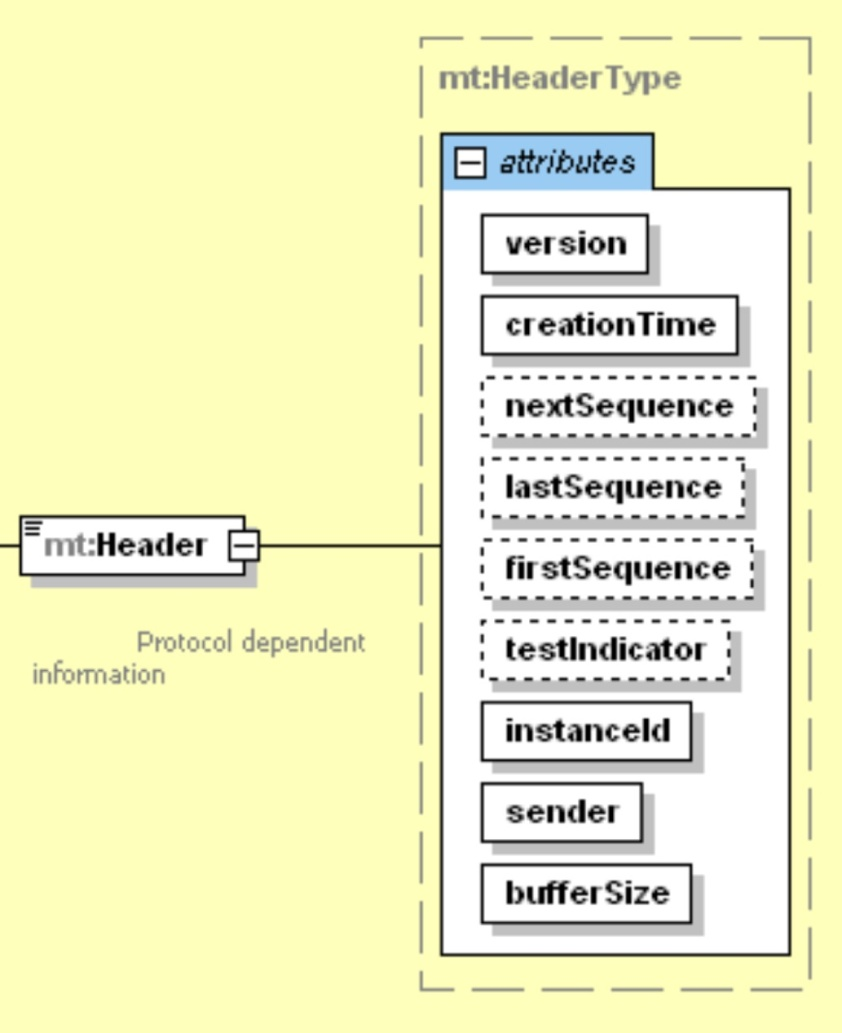 mt:HeaderType
attributes
version
creationTime
nextSequence
lastSequence
firstSequence
testIndicator
instanceId
sender
bufferSize
mt:Header
Protocol dependent
information